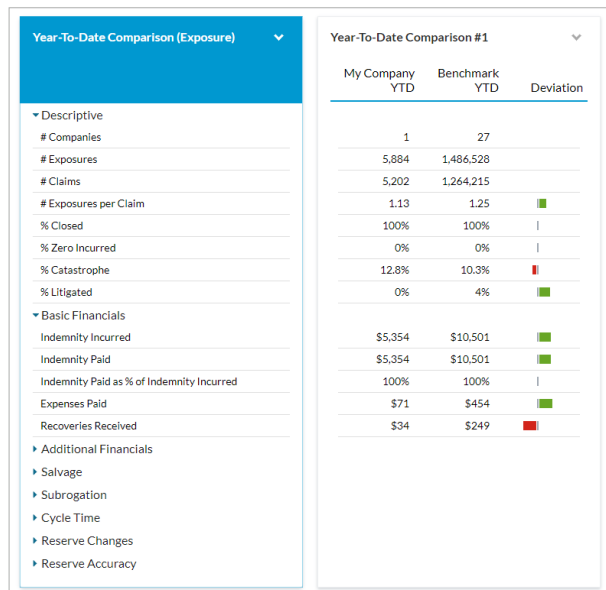 Year-To-Date Comparison (Exposure)
Year-To-Date Comparison #1
My Company YTD Benchmark YTD Deviation
Descriptive
# Companies 1 27
# Exposures 5,884 1,486,528
# Claims 5,202 1,264,215
# Exposures per Claim 1.13 1.25
% Closed 100% 100%
% Zero Incurred 0% 0%
% Catastrophe 12.8% 10.3%
% Litigated 0% 4%
Basic Financials
Indemnity Incurred $5,354 $10,501
Indemnity Paid $5,354 $10,501
Indemnity Paid as % of Indemnity Incurred 100% 100%
Expenses Paid $71 $454
Recoveries Received $34 $249
Additional Financials
Salvage
Subrogation
Cycle Time
Reserve Changes
Reserve Accuracy